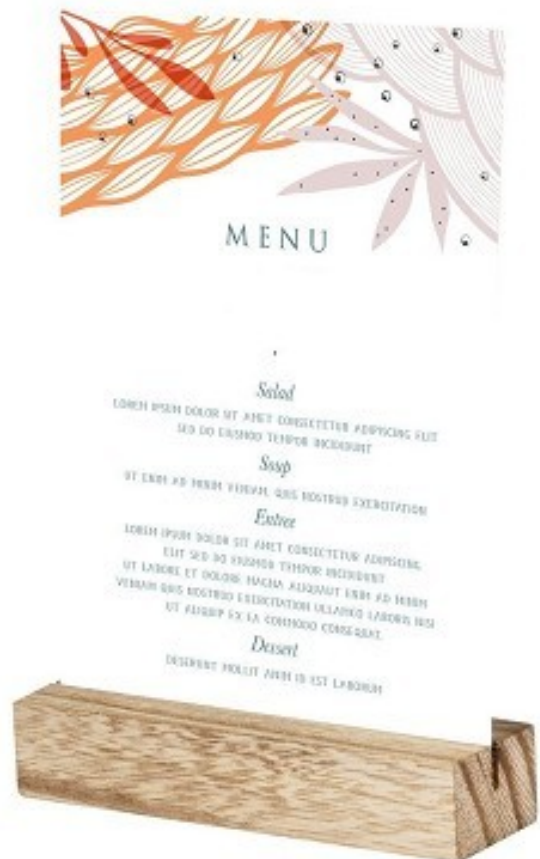 MENU
Salad
LOREM IPSUM DOLOR SIT AMET CONSECTETUR ADIPISCING ELIT
SED DO EIUSMOD TEMPOR INCIDIDUNT
Soup
UT ENIM AD MINIM VENIAM, QUIS NOSTRUD EXERCITATION
Entree
LOREM IPSUM DOLOR SIT AMET CONSECTETUR ADIPISCING
ELIT SED DO EIUSMOD TEMPOR INCIDIDUNT
UT LABORE ET DOLORE MAGNA ALIQUAUT ENIM AD MINIM
VENIAM QUIS NOSTRUD EXERCITATION ULLAMCO LABORIS NISI
UT ALIQUIP EX EA COMMODO CONSEQUAT.
Dessert
DESERUNT MOLLIT ANIM ID EST LABORUM